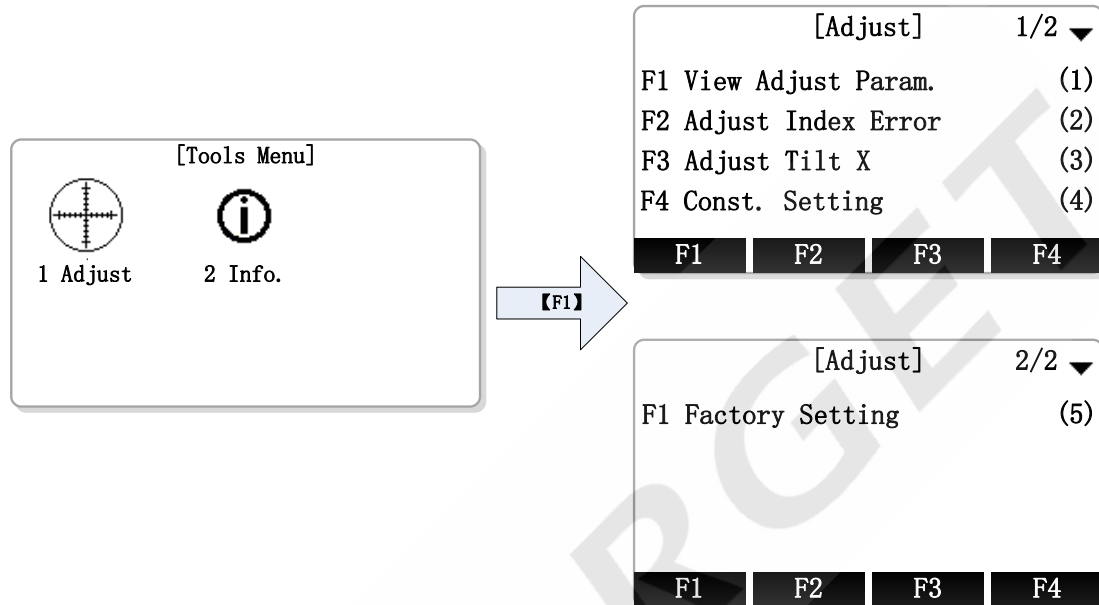 [Tools Menu]
1 Adjust
2 Info.
【F1】
[Adjust] 1/2
F1 View Adjust Param. (1)
F2 Adjust Index Error (2)
F3 Adjust Tilt X (3)
F4 Const. Setting (4)
F1 F2 F3 F4
[Adjust] 2/2
F1 Factory Setting (5)
F1 F2 F3 F4
RGET